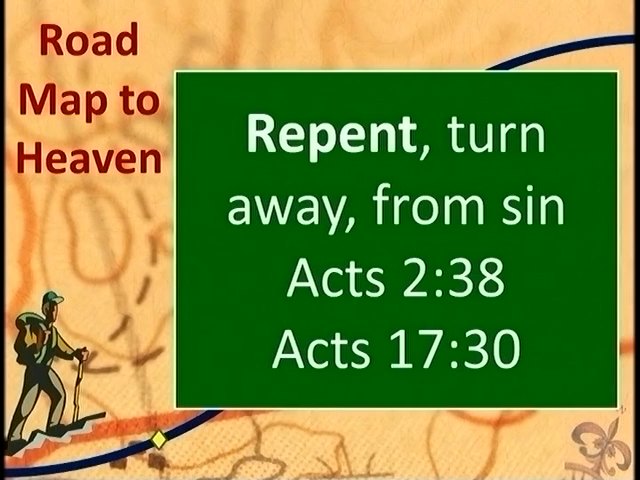 Road
Map to
Heaven
Repent, turn
away, from sin
Acts 2:38
Acts 17:30